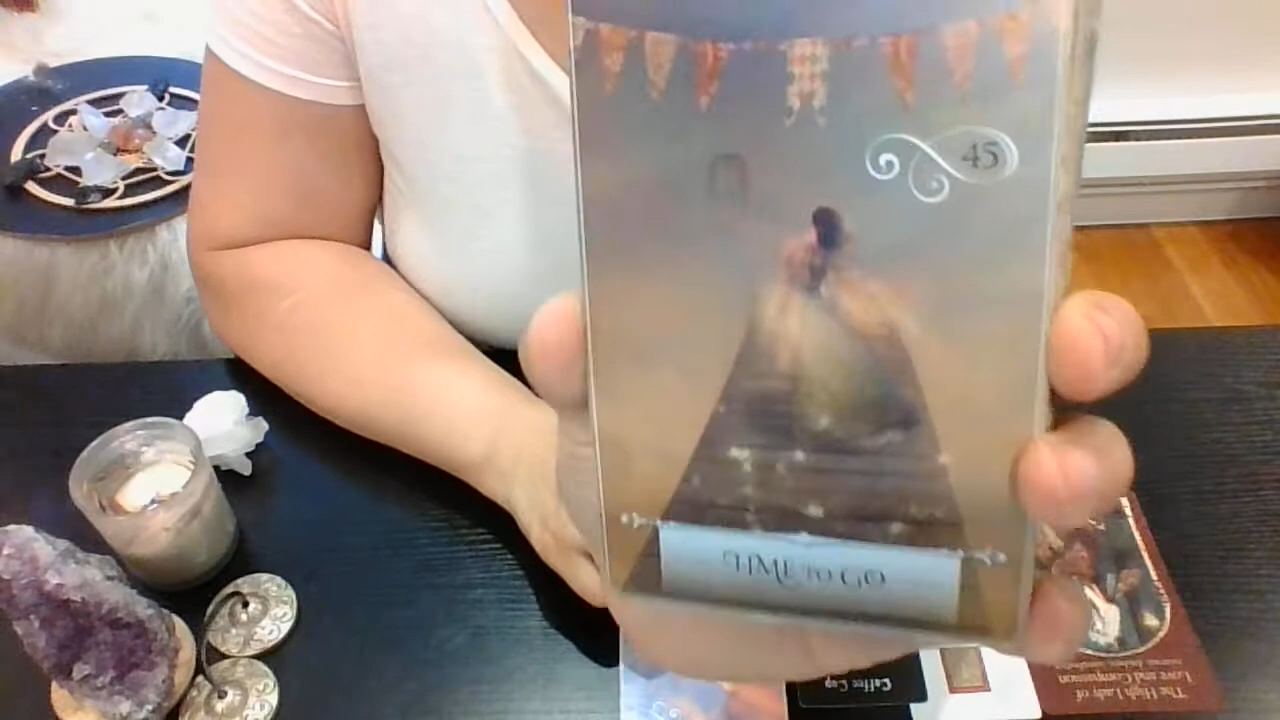 45
TIME TO GO
Coffee Cup
The High Lady of
Love and Compassion